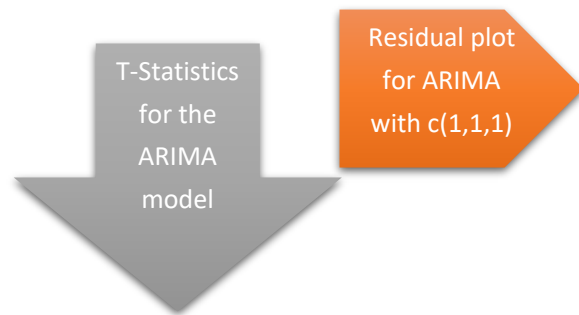 T-Statistics
for the
ARIMA
model
Residual plot
for ARIMA
with c(1,1,1)